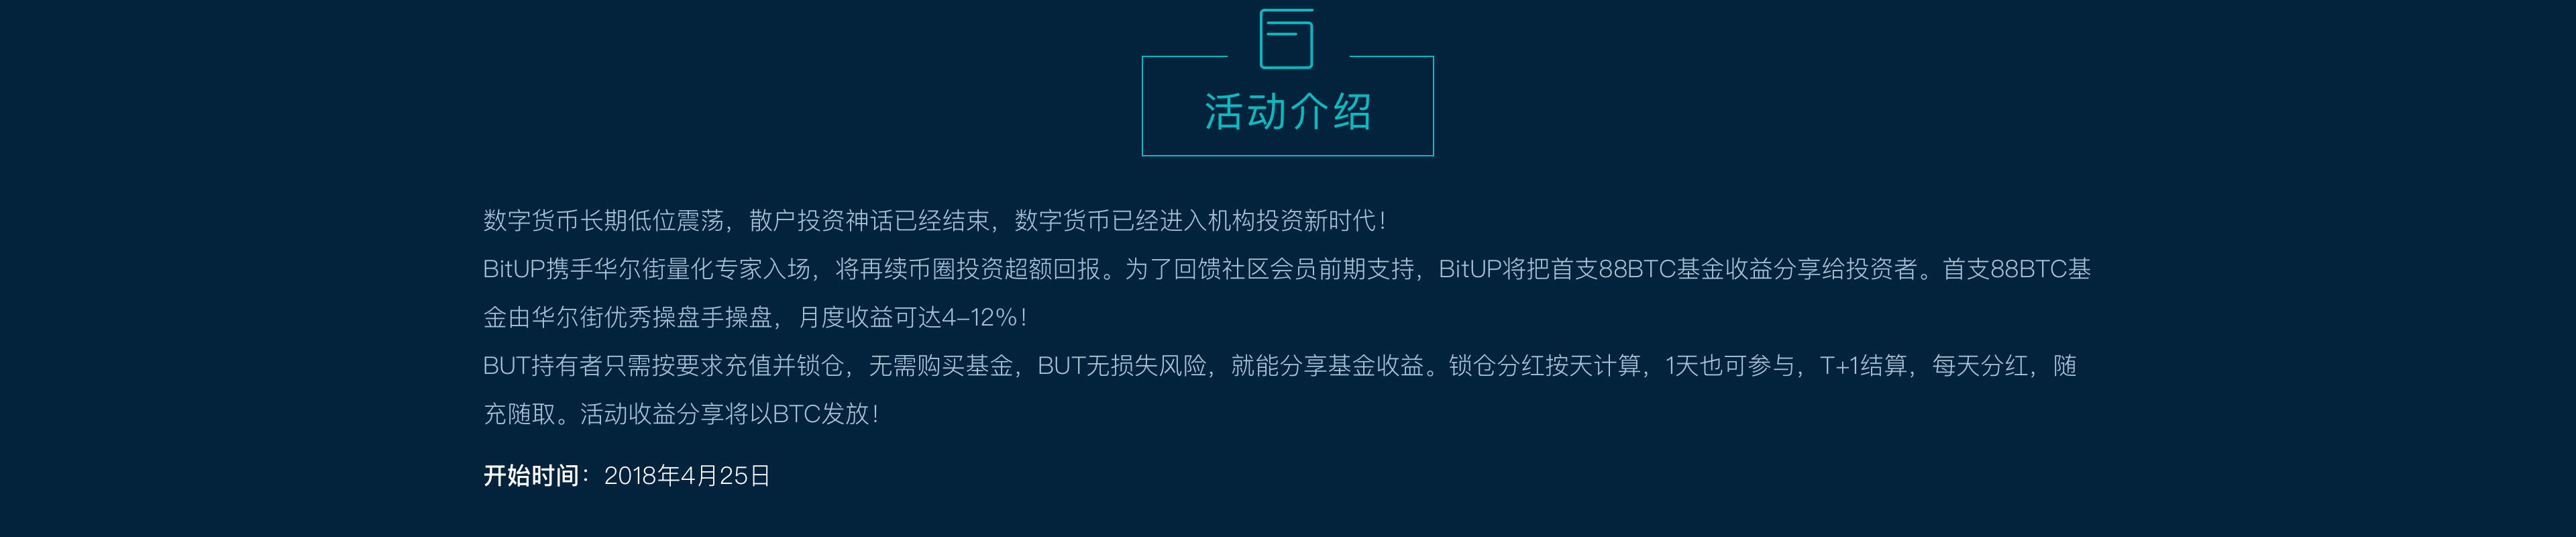 活动介绍
数字货币长期低位震荡，散户投资神话已经结束，数字货币已经进入机构投资新时代！
BitUP携手华尔街量化专家入场，将再续币圈投资超额回报。为了回馈社区会员前期支持，BitUP将把首支88BTC基金收益分享给投资者。首支88BTC基
金由华尔街优秀操盘手操盘，月度收益可达4–12%！
BUT持有者只需按要求充值并锁仓，无需购买基金，BUT无损失风险，就能分享基金收益。锁仓分红按天计算，1天也可参与，T+1结算，每天分红，随
充随取。活动收益分享将以BTC发放！
开始时间：2018年4月25日